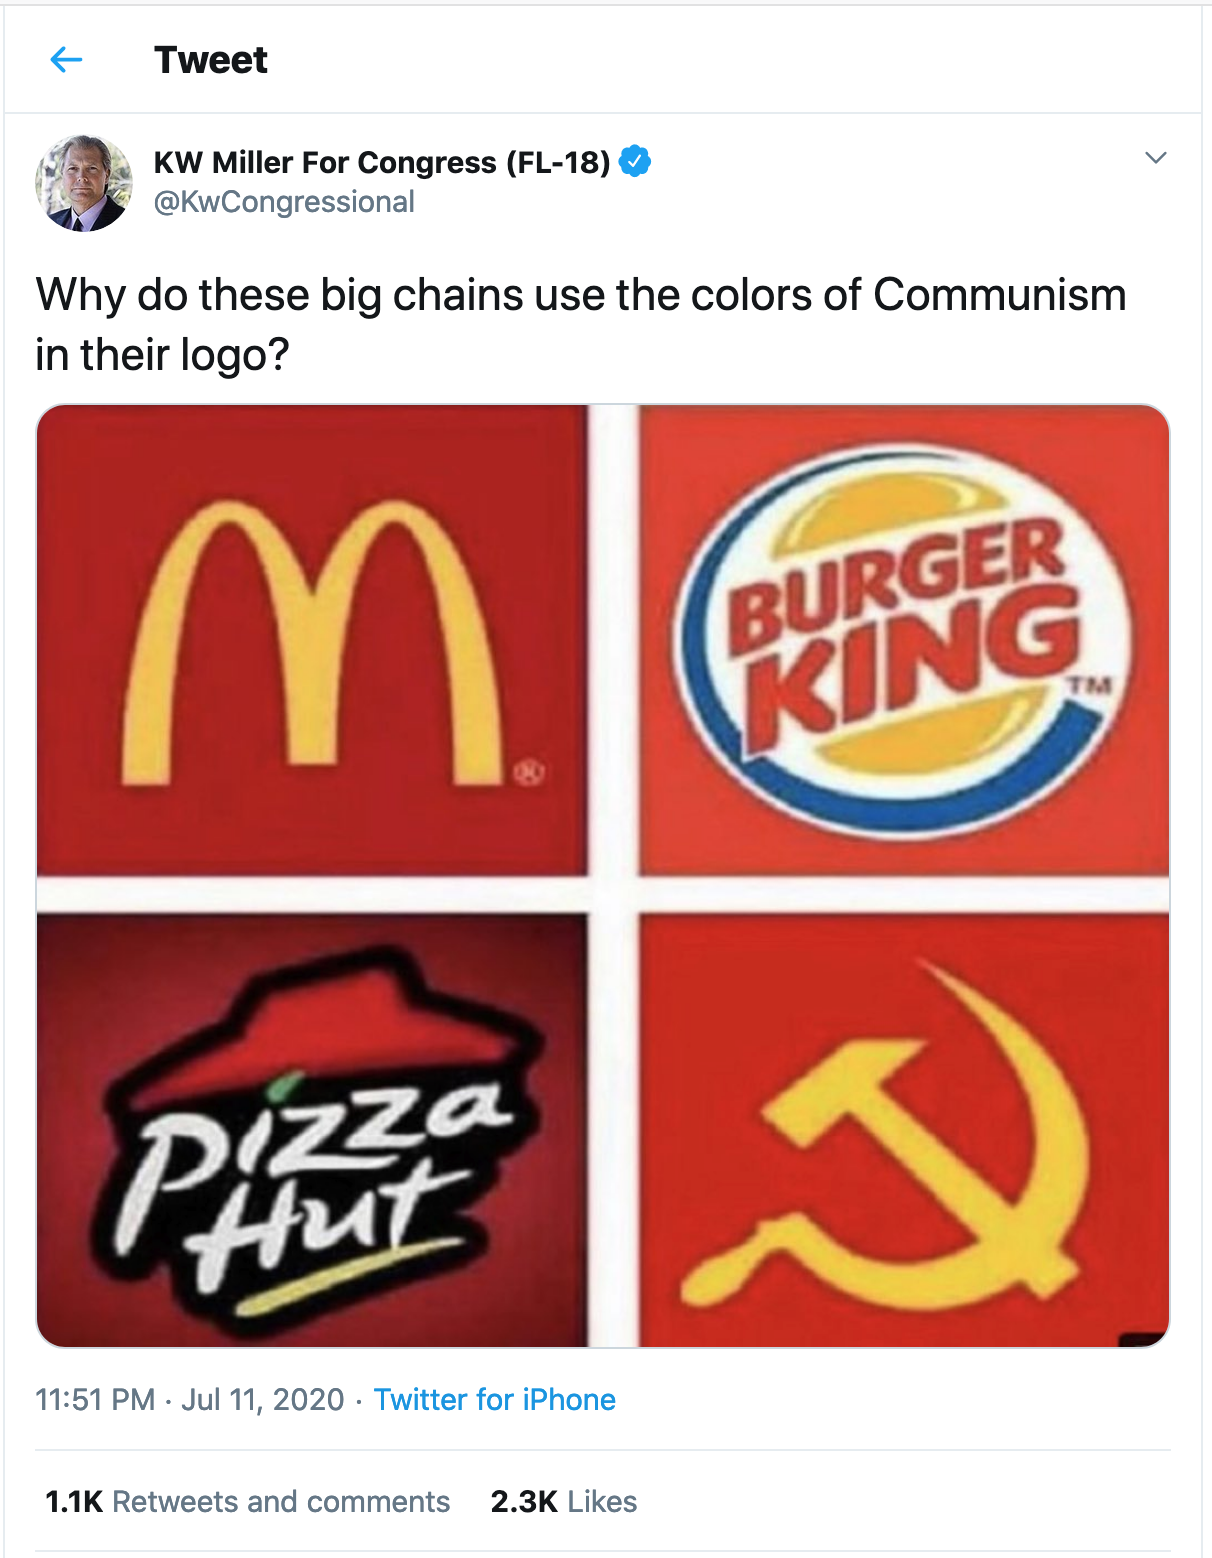 Tweet
KW Miller For Congress (FL-18)
@KwCongressional
Why do these big chains use the colors of Communism
in their logo?
®
BURGER
KING
TM
Pizza
Hut
11:51 PM · Jul 11, 2020 · Twitter for iPhone
1.1K Retweets and comments 2.3K Likes